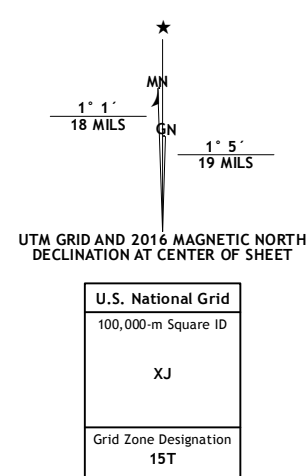 ★
MN
1° 1´
18 MILS
GN
1° 5´
19 MILS
UTM GRID AND 2016 MAGNETIC NORTH
DECLINATION AT CENTER OF SHEET
U.S. National Grid
100,000-m Square ID
XJ
Grid Zone Designation
15T